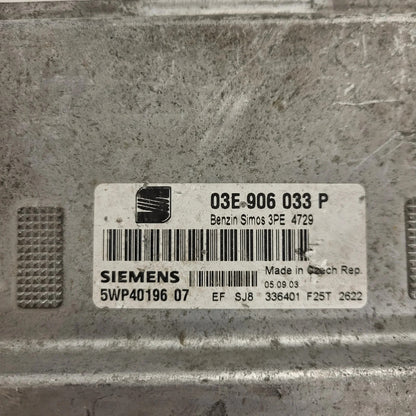 03E 906 033 P
Benzin Simos 3PE 4729
SIEMENS
5WP40196 07
Made in Czech Rep.
05.09.03
EF SJ8 336401 F25T 2622